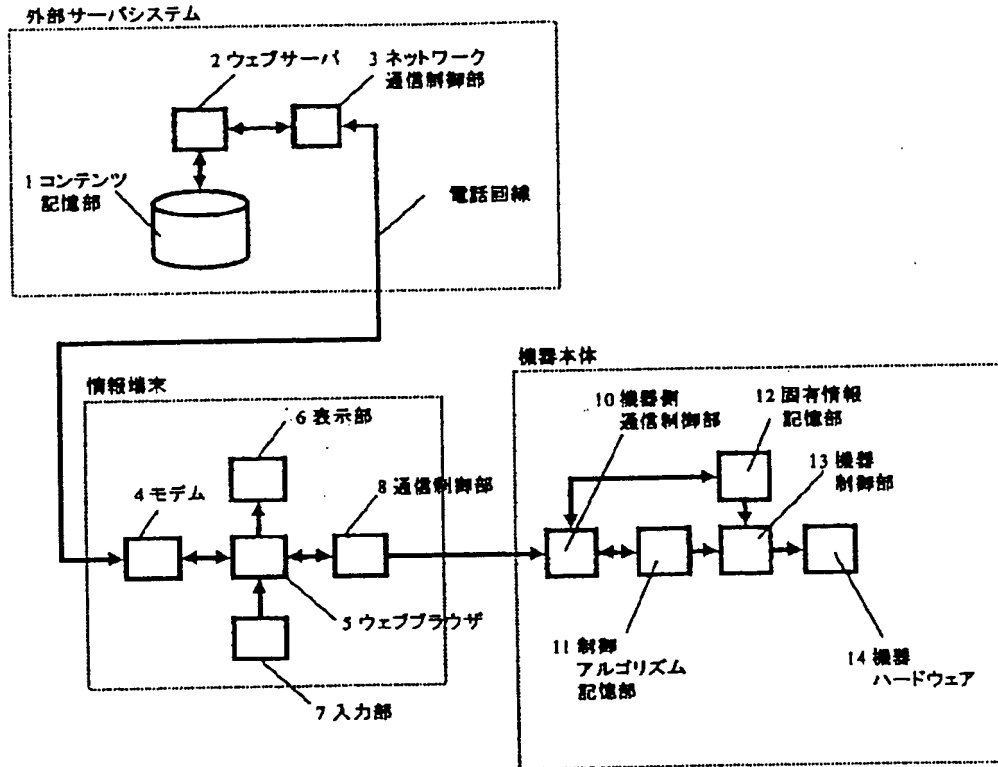 外部サーバシステム
2 ウェブサーバ
3 ネットワーク
通信制御部
1 コンテンツ
記憶部
電話回線
情報端末
6 表示部
4 モデム
8 通信制御部
5 ウェブブラウザ
7 入力部
機器本体
10 機器側
通信制御部
12 固有情報
記憶部
13 機器
制御部
11 制御
アルゴリズム
記憶部
14 機器
ハードウェア